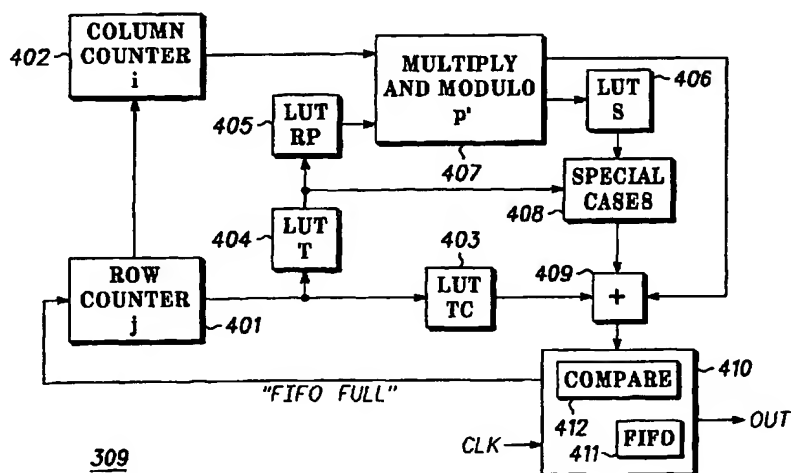 COLUMN
COUNTER
i
402
MULTIPLY
AND MODULO
p'
407
LUT
S
406
405
LUT
RP
SPECIAL
CASES
408
404
LUT
T
403
LUT
TC
409
+
ROW
COUNTER
j
401
"FIFO FULL"
COMPARE
412
410
FIFO
411
CLK
OUT
309